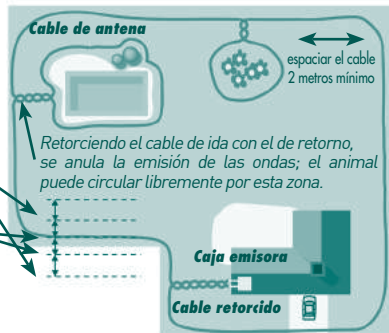 Cable de antena
espaciar el cable
2 metros mínimo
Retorciendo el cable de ida con el de retorno,
se anula la emisión de las ondas; el animal
puede circular libremente por esta zona.
Caja emisora
Cable retorcido